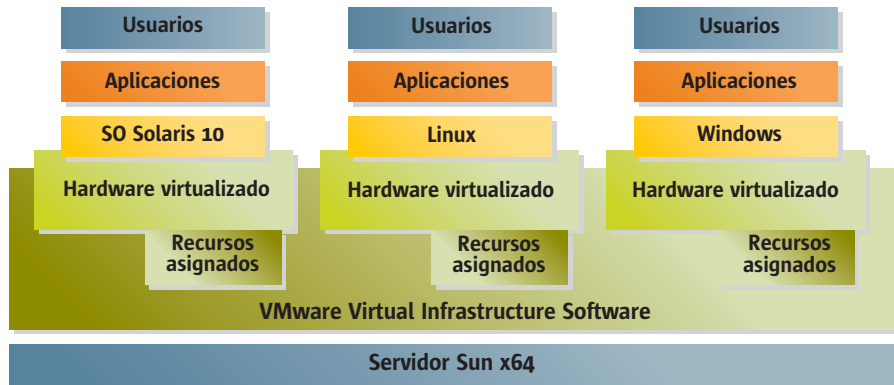 Usuarios
Usuarios
Usuarios
Aplicaciones
Aplicaciones
Aplicaciones
SO Solaris 10
Linux
Windows
Hardware virtualizado
Hardware virtualizado
Hardware virtualizado
Recursos
asignados
Recursos
asignados
Recursos
asignados
VMware Virtual Infrastructure Software
Servidor Sun x64